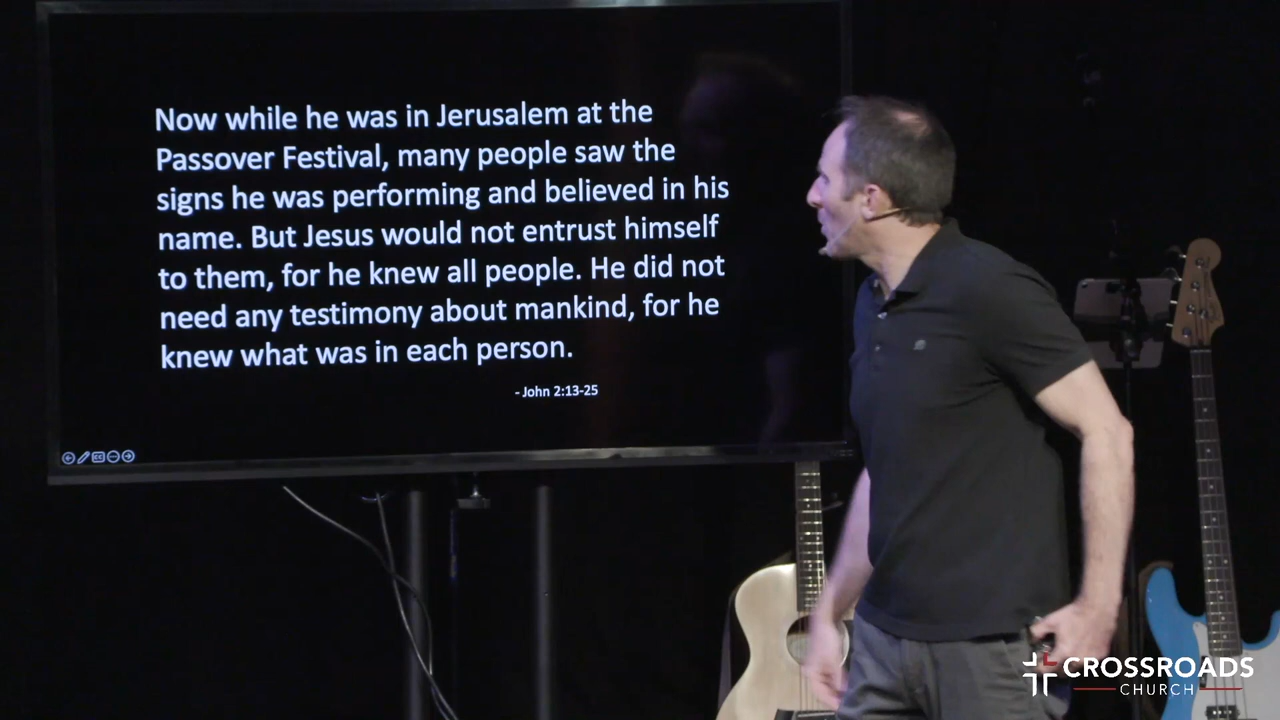 Now while he was in Jerusalem at the
Passover Festival, many people saw the
signs he was performing and believed in his
name. But Jesus would not entrust himself
to them, for he knew all people. He did not
need any testimony about mankind, for he
knew what was in each person.
- John 2:13-25
CROSSROADS
CHURCH